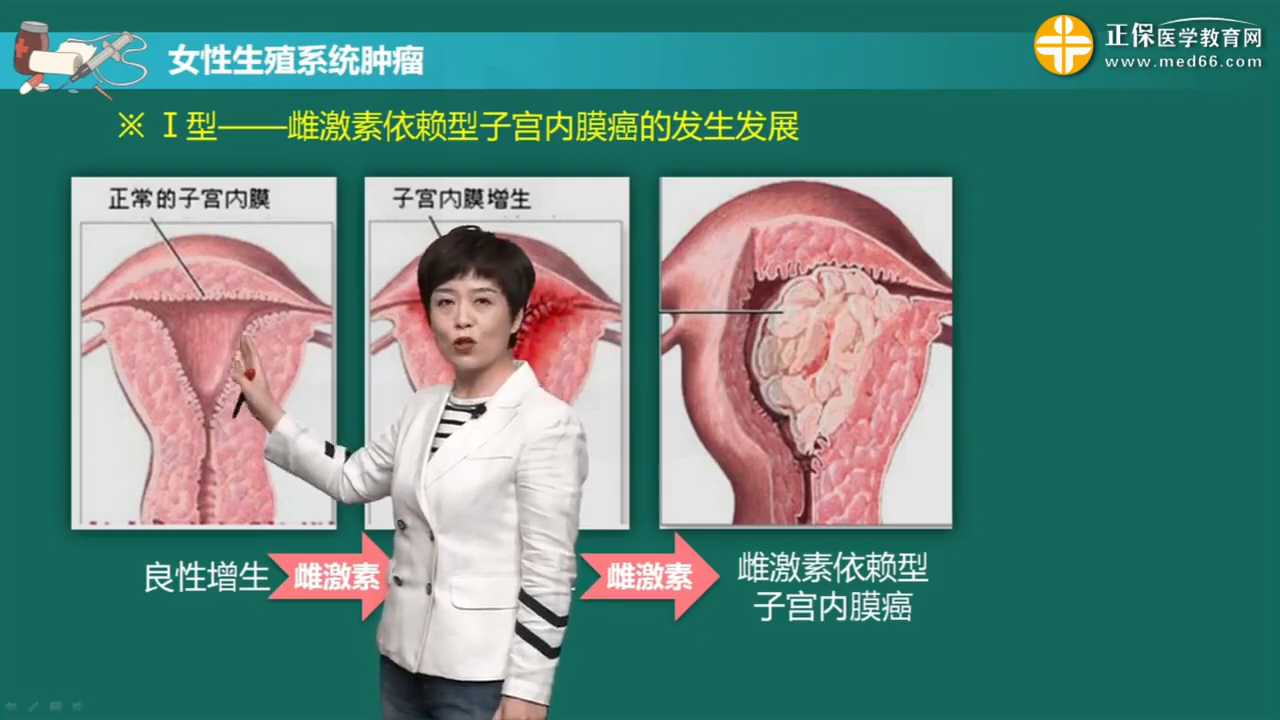 女性生殖系统肿瘤
正保医学教育网
www.med66.com
※ Ⅰ型——雌激素依赖型子宫内膜癌的发生发展
正常的子宫内膜
子宫内膜增生
良性增生
雌激素
雌激素
雌激素依赖型
子宫内膜癌